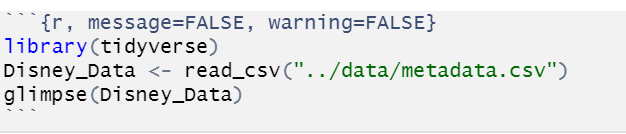 ```{r, message=FALSE, warning=FALSE}
library(tidyverse)
Disney_Data <- read_csv("../data/metadata.csv")
glimpse(Disney_Data)
```